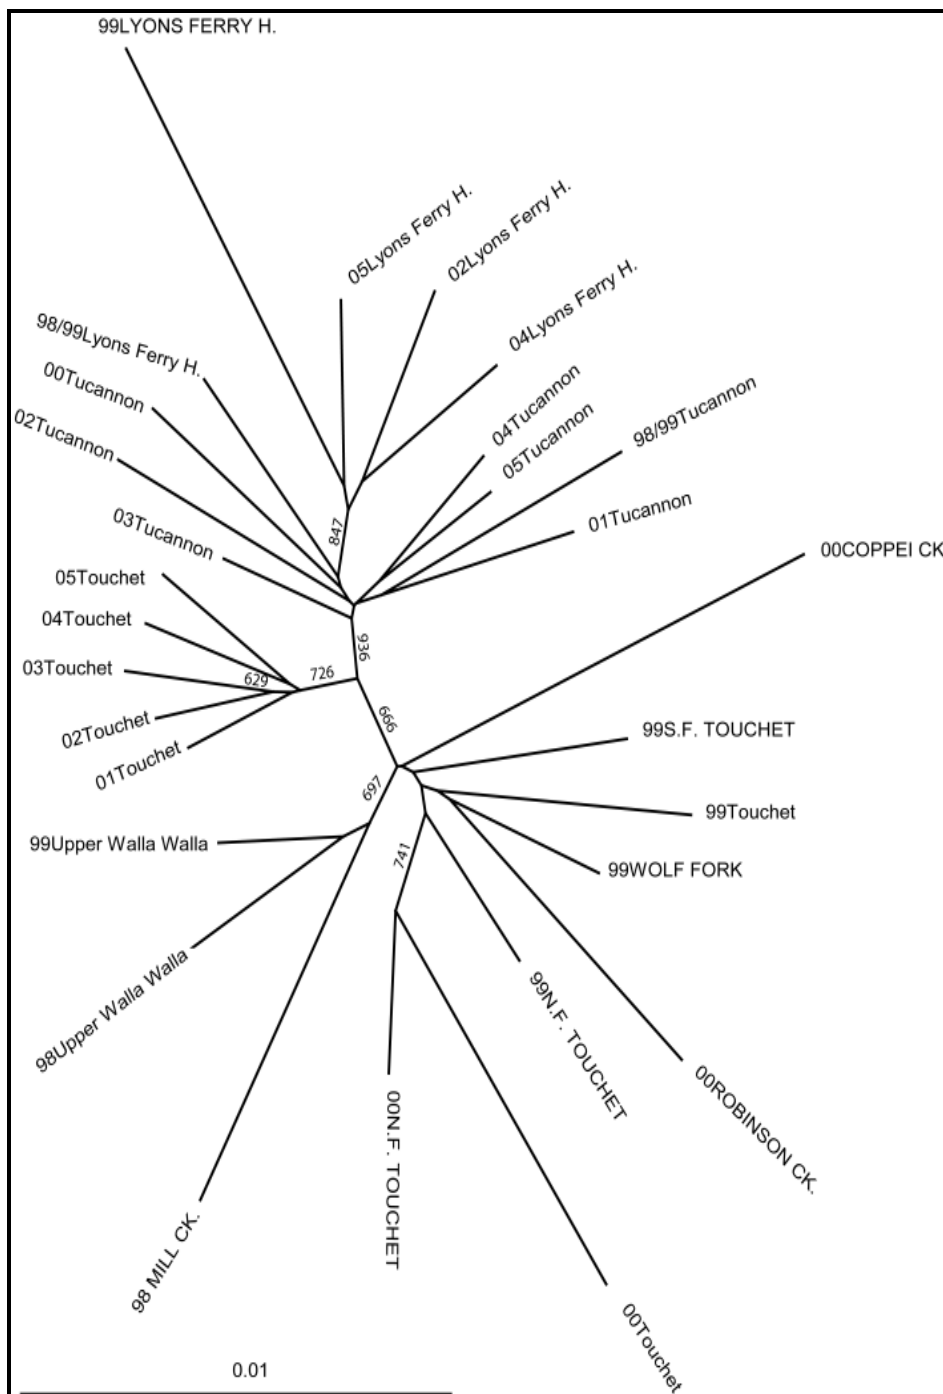 99LYONS FERRY H.
05Lyons Ferry H.
02Lyons Ferry H.
04Lyons Ferry H.
98/99Lyons Ferry H.
00Tucannon
02Tucannon
04Tucannon
05Tucannon
98/99Tucannon
01Tucannon
03Tucannon
847
00COPPEI CK
05Touchet
04Touchet
03Touchet
02Touchet
01Touchet
936
726
629
666
99S.F. TOUCHET
697
99Touchet
99Upper Walla Walla
741
99WOLF FORK
98Upper Walla Walla
99N.F. TOUCHET
00ROBINSON CK.
00N.F. TOUCHET
98 MILL CK.
00Touchet
0.01